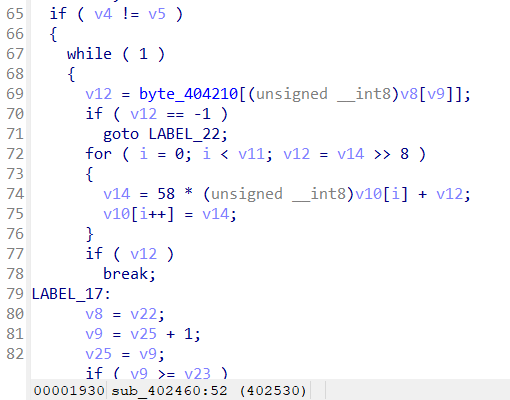 65 if ( v4 != v5 )
66 {
67 while ( 1 )
68 {
69 v12 = byte_404210[(unsigned __int8)v8[v9]];
70 if ( v12 == -1 )
71 goto LABEL_22;
72 for ( i = 0; i < v11; v12 = v14 >> 8 )
73 {
74 v14 = 58 * (unsigned __int8)v10[i] + v12;
75 v10[i++] = v14;
76 }
77 if ( v12 )
78 break;
79 LABEL_17:
80 v8 = v22;
81 v9 = v25 + 1;
82 v25 = v9;
if ( v9 >= v23 )
00001930 sub_402460:52 (402530)